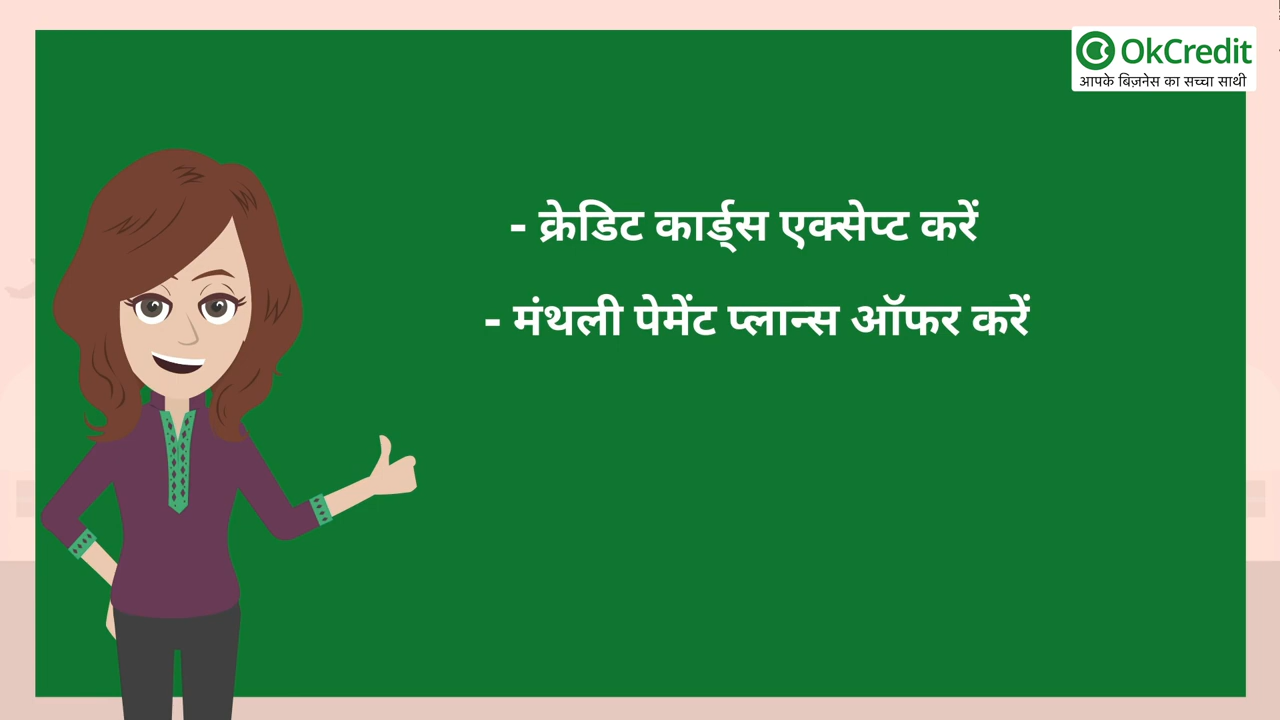 OkCredit
आपके बिज़नेस का सच्चा साथी
- क्रेडिट कार्ड्स एक्सेप्ट करें
- मंथली पेमेंट प्लान्स ऑफर करें